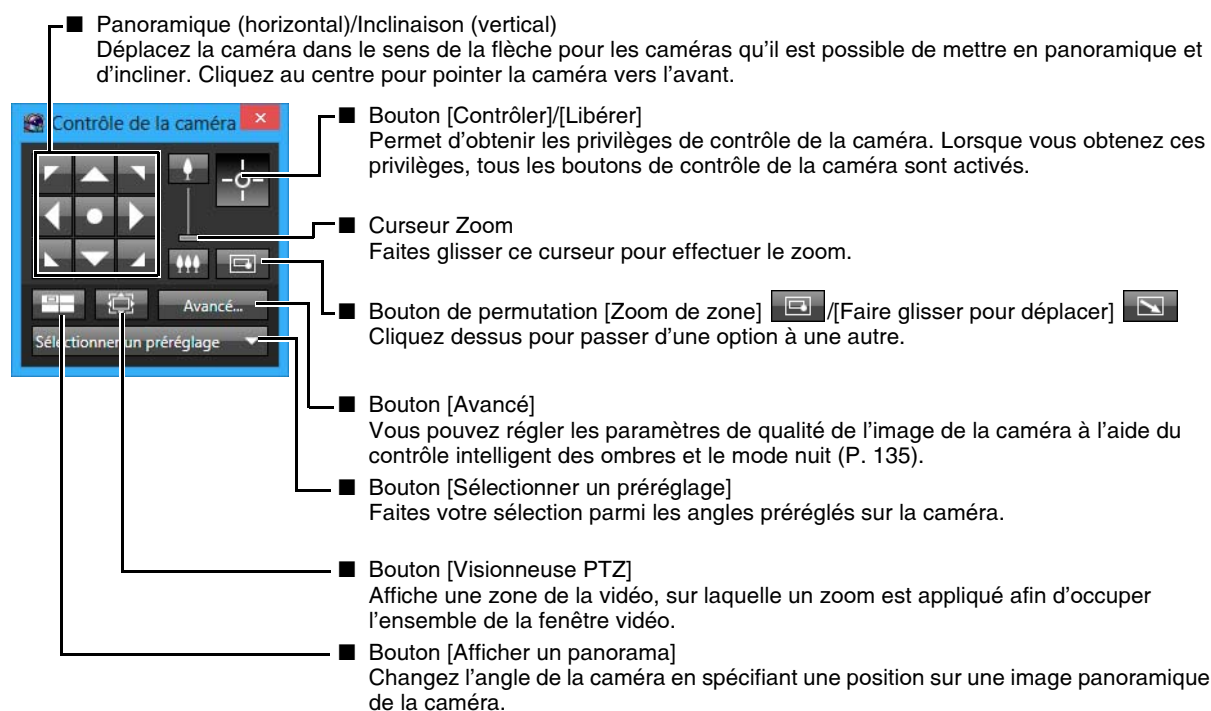 ■ Panoramique (horizontal)/Inclinaison (vertical)
Déplacez la caméra dans le sens de la flèche pour les caméras qu'il est possible de mettre en panoramique et
d'incliner. Cliquez au centre pour pointer la caméra vers l'avant.
Contrôle de la caméra
■ Bouton [Contrôler]/[Libérer]
Permet d'obtenir les privilèges de contrôle de la caméra. Lorsque vous obtenez ces
privilèges, tous les boutons de contrôle de la caméra sont activés.
■ Curseur Zoom
Faites glisser ce curseur pour effectuer le zoom.
■ Bouton de permutation [Zoom de zone] /[Faire glisser pour déplacer]
Cliquez dessus pour passer d'une option à une autre.
Avancé...
Sélectionner un préréglage
■ Bouton [Avancé]
Vous pouvez régler les paramètres de qualité de l'image de la caméra à l'aide du
contrôle intelligent des ombres et le mode nuit (P. 135).
■ Bouton [Sélectionner un préréglage]
Faites votre sélection parmi les angles préréglés sur la caméra.
■ Bouton [Visionneuse PTZ]
Affiche une zone de la vidéo, sur laquelle un zoom est appliqué afin d'occuper
l'ensemble de la fenêtre vidéo.
■ Bouton [Afficher un panorama]
Changez l'angle de la caméra en spécifiant une position sur une image panoramique
de la caméra.